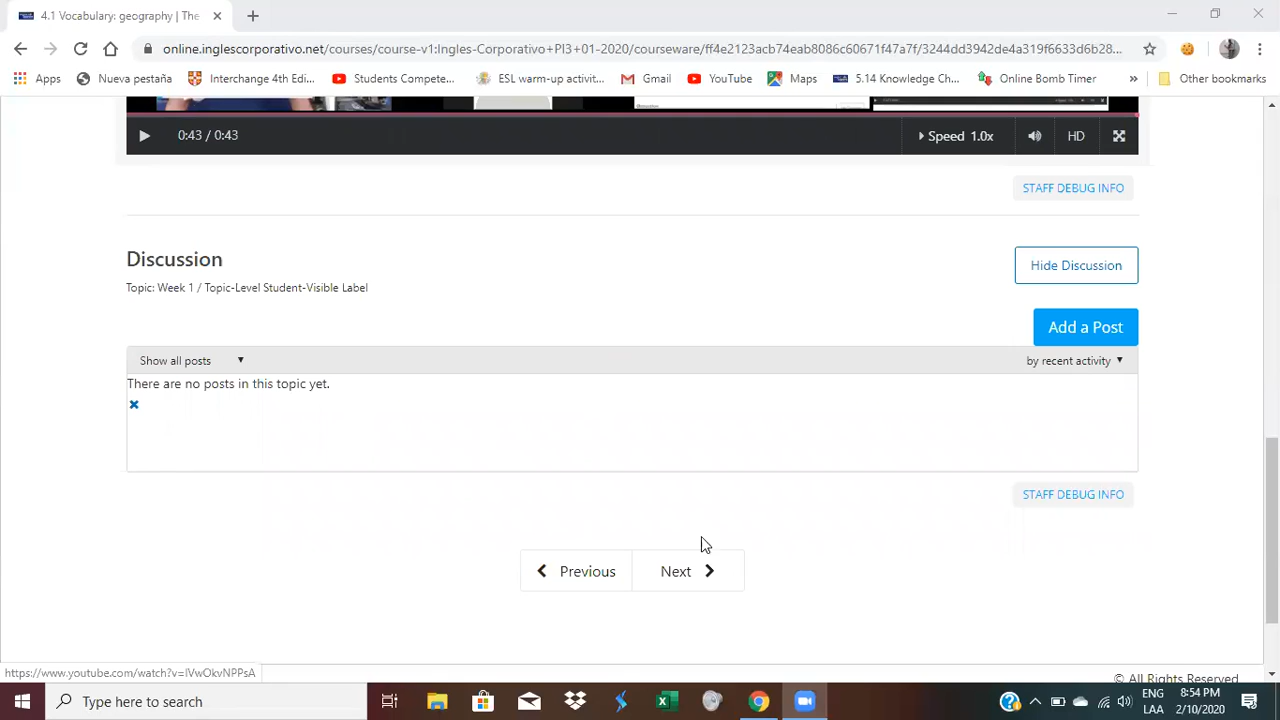 4.1 Vocabulary: geography | The
online.inglescorporativo.net/courses/course-v1:Ingles-Corporativo+PI3+01-2020/courseware/ff4e2123acb74eab8086c60671f47a7f/3244dd3942de4a319f6633d6b28...
Apps Nueva pestaña Interchange 4th Edi... Students Compete... ESL warm-up activit... Gmail YouTube Maps 5.14 Knowledge Ch... Online Bomb Timer » Other bookmarks
0:43 / 0:43 Speed 1.0x HD
STAFF DEBUG INFO
Discussion
Hide Discussion
Topic: Week 1 / Topic-Level Student-Visible Label
Add a Post
Show all posts by recent activity
There are no posts in this topic yet.
STAFF DEBUG INFO
Previous Next
https://www.youtube.com/watch?v=IVwOkvNPPsA
© All Rights Reserved
Type here to search
ENG 8:54 PM
LAA 2/10/2020